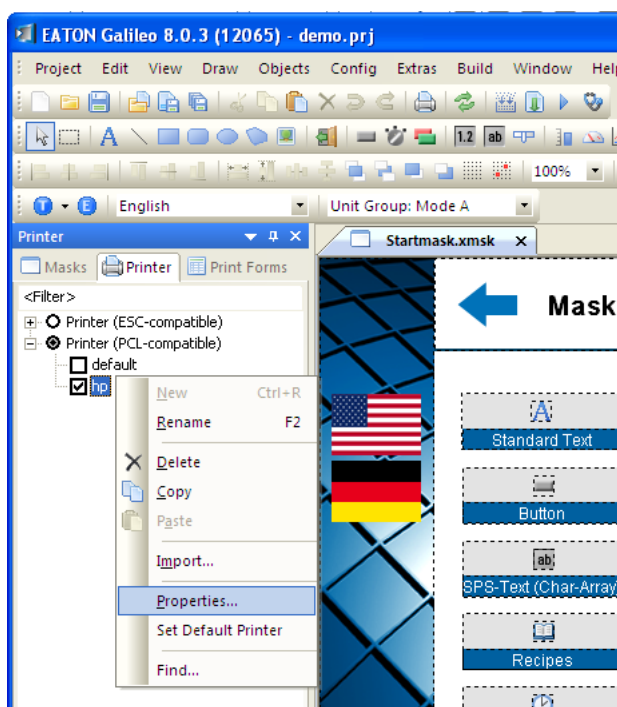 EATON Galileo 8.0.3 (12065) - demo.prj
Project Edit View Draw Objects Config Extras Build Window Help
A 1.2 ab
100%
T E English Unit Group: Mode A
Printer
Startmask.xmsk
Masks Printer Print Forms
<Filter>
Printer (ESC-compatible)
Printer (PCL-compatible)
default
hp
New Ctrl+R
Rename F2
Delete
Copy
Paste
Import...
Properties...
Set Default Printer
Find...
Mask
A
Standard Text
Button
ab
SPS-Text (Char-Array)
Recipes